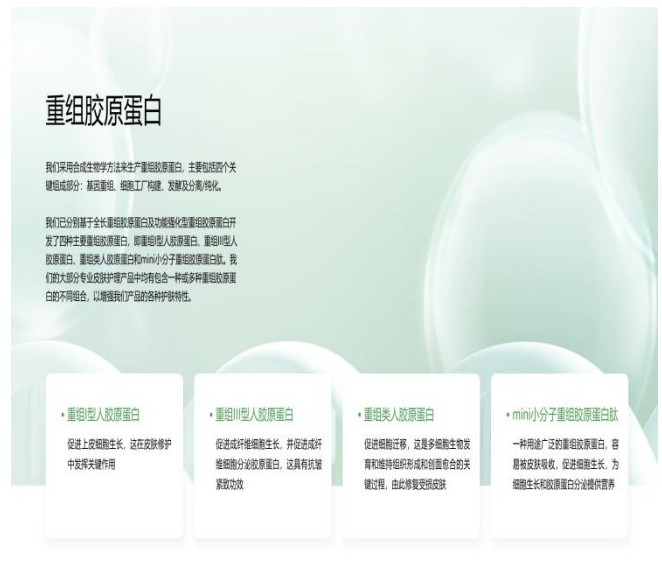 重组胶原蛋白
我们采用合成生物学方法来生产重组胶原蛋白，主要包括四个关
键组成部分：基因重组、细胞工厂构建、发酵及分离/纯化。
我们已分别基于全长重组胶原蛋白及功能强化型重组胶原蛋白开
发了四种主要重组胶原蛋白，即重组I型人胶原蛋白、重组III型人
胶原蛋白、重组类人胶原蛋白和mini小分子重组胶原蛋白肽。我
们的大部分专业皮肤护理产品中均有包含一种或多种重组胶原蛋
白的不同组合，以增强我们产品的各种护肤特性。
• 重组I型人胶原蛋白
促进上皮细胞生长，这在皮肤修护
中发挥关键作用
• 重组III型人胶原蛋白
促进成纤维细胞生长，并促进成纤
维细胞分泌胶原蛋白，这具有抗皱
紧致功效
• 重组类人胶原蛋白
促进细胞迁移，这是多细胞生物发
育和维持组织形成和创面愈合的关
键过程，由此修复受损皮肤
• mini小分子重组胶原蛋白肽
一种用途广泛的重组胶原蛋白，容
易被皮肤吸收，促进细胞生长，为
细胞生长和胶原蛋白分泌提供营养